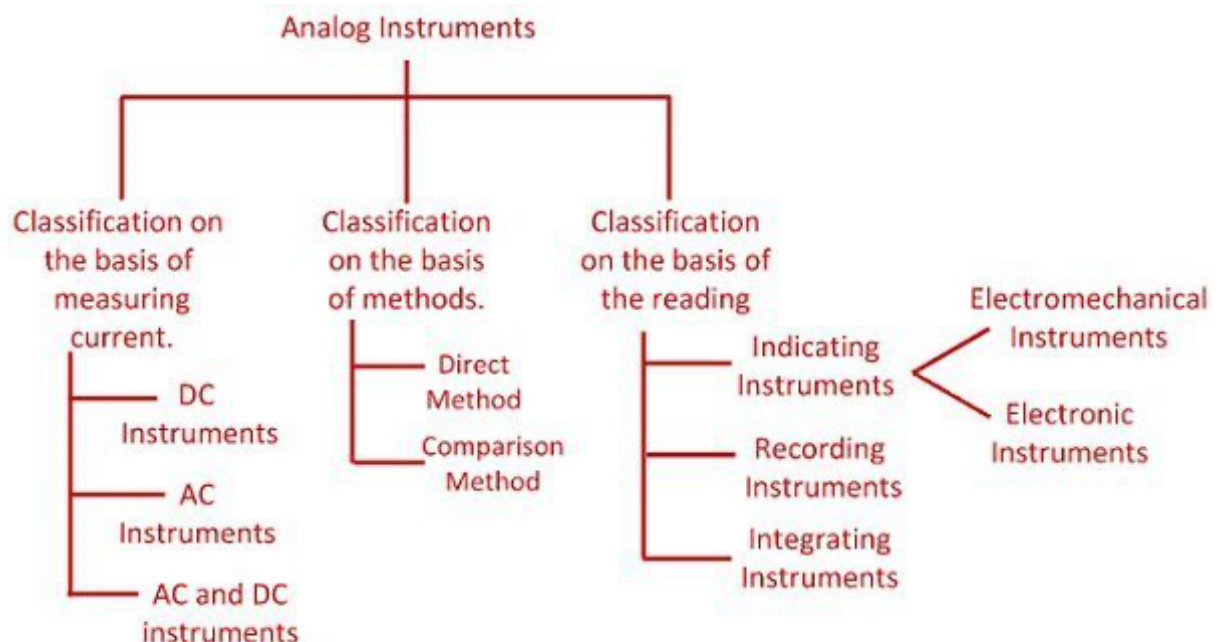 Analog Instruments
Classification on
the basis of
measuring
current.
DC
Instruments
AC
Instruments
AC and DC
instruments
Classification
on the basis
of methods.
Direct
Method
Comparison
Method
Classification
on the basis of
the reading
Indicating
Instruments
Electromechanical
Instruments
Electronic
Instruments
Recording
Instruments
Integrating
Instruments